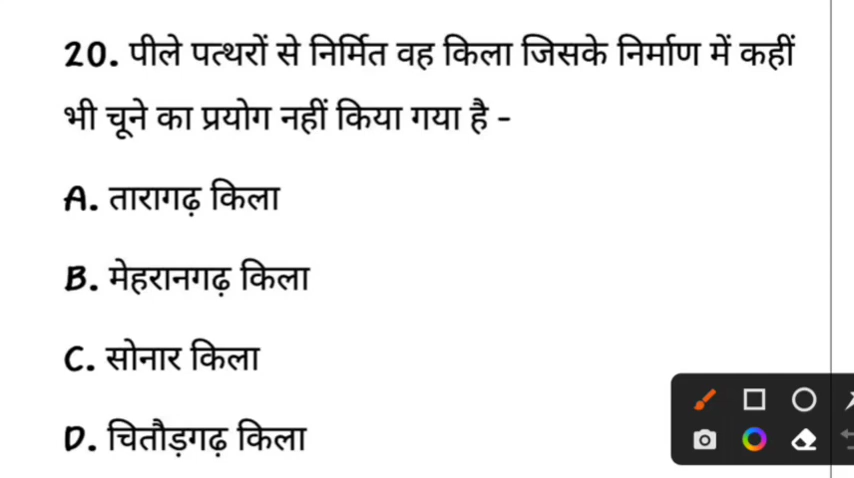 20. पीले पत्थरों से निर्मित वह किला जिसके निर्माण में कहीं
भी चूने का प्रयोग नहीं किया गया है -
A. तारागढ़ किला
B. मेहरानगढ़ किला
C. सोनार किला
D. चितौड़गढ़ किला